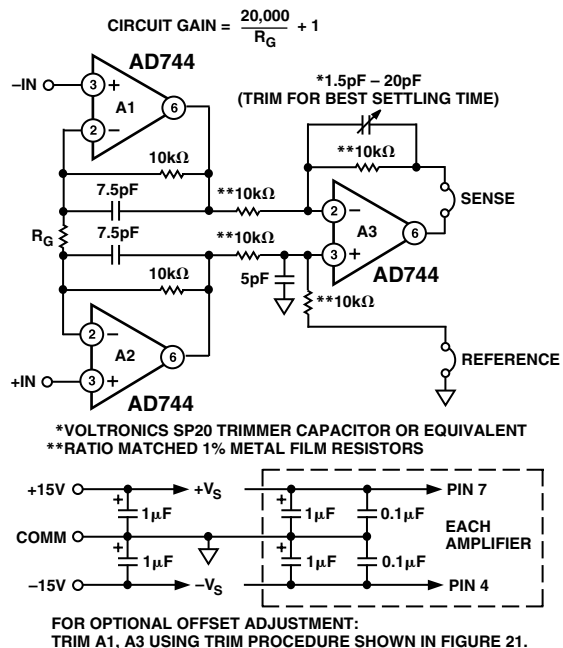 CIRCUIT GAIN = 20,000 / RG + 1
AD744
–IN
3
+
A1
6
2
–
10kΩ
7.5pF
RG
7.5pF
10kΩ
2
–
A2
6
+IN
3
+
AD744
*1.5pF – 20pF
(TRIM FOR BEST SETTLING TIME)
**10kΩ
**10kΩ
2
–
A3
6
SENSE
**10kΩ
3
+
AD744
5pF
**10kΩ
REFERENCE
*VOLTRONICS SP20 TRIMMER CAPACITOR OR EQUIVALENT
**RATIO MATCHED 1% METAL FILM RESISTORS
+15V
+VS
PIN 7
+
1μF
+
1μF
0.1μF
EACH
AMPLIFIER
COMM
+
1μF
+
1μF
0.1μF
–15V
–VS
PIN 4
FOR OPTIONAL OFFSET ADJUSTMENT:
TRIM A1, A3 USING TRIM PROCEDURE SHOWN IN FIGURE 21.